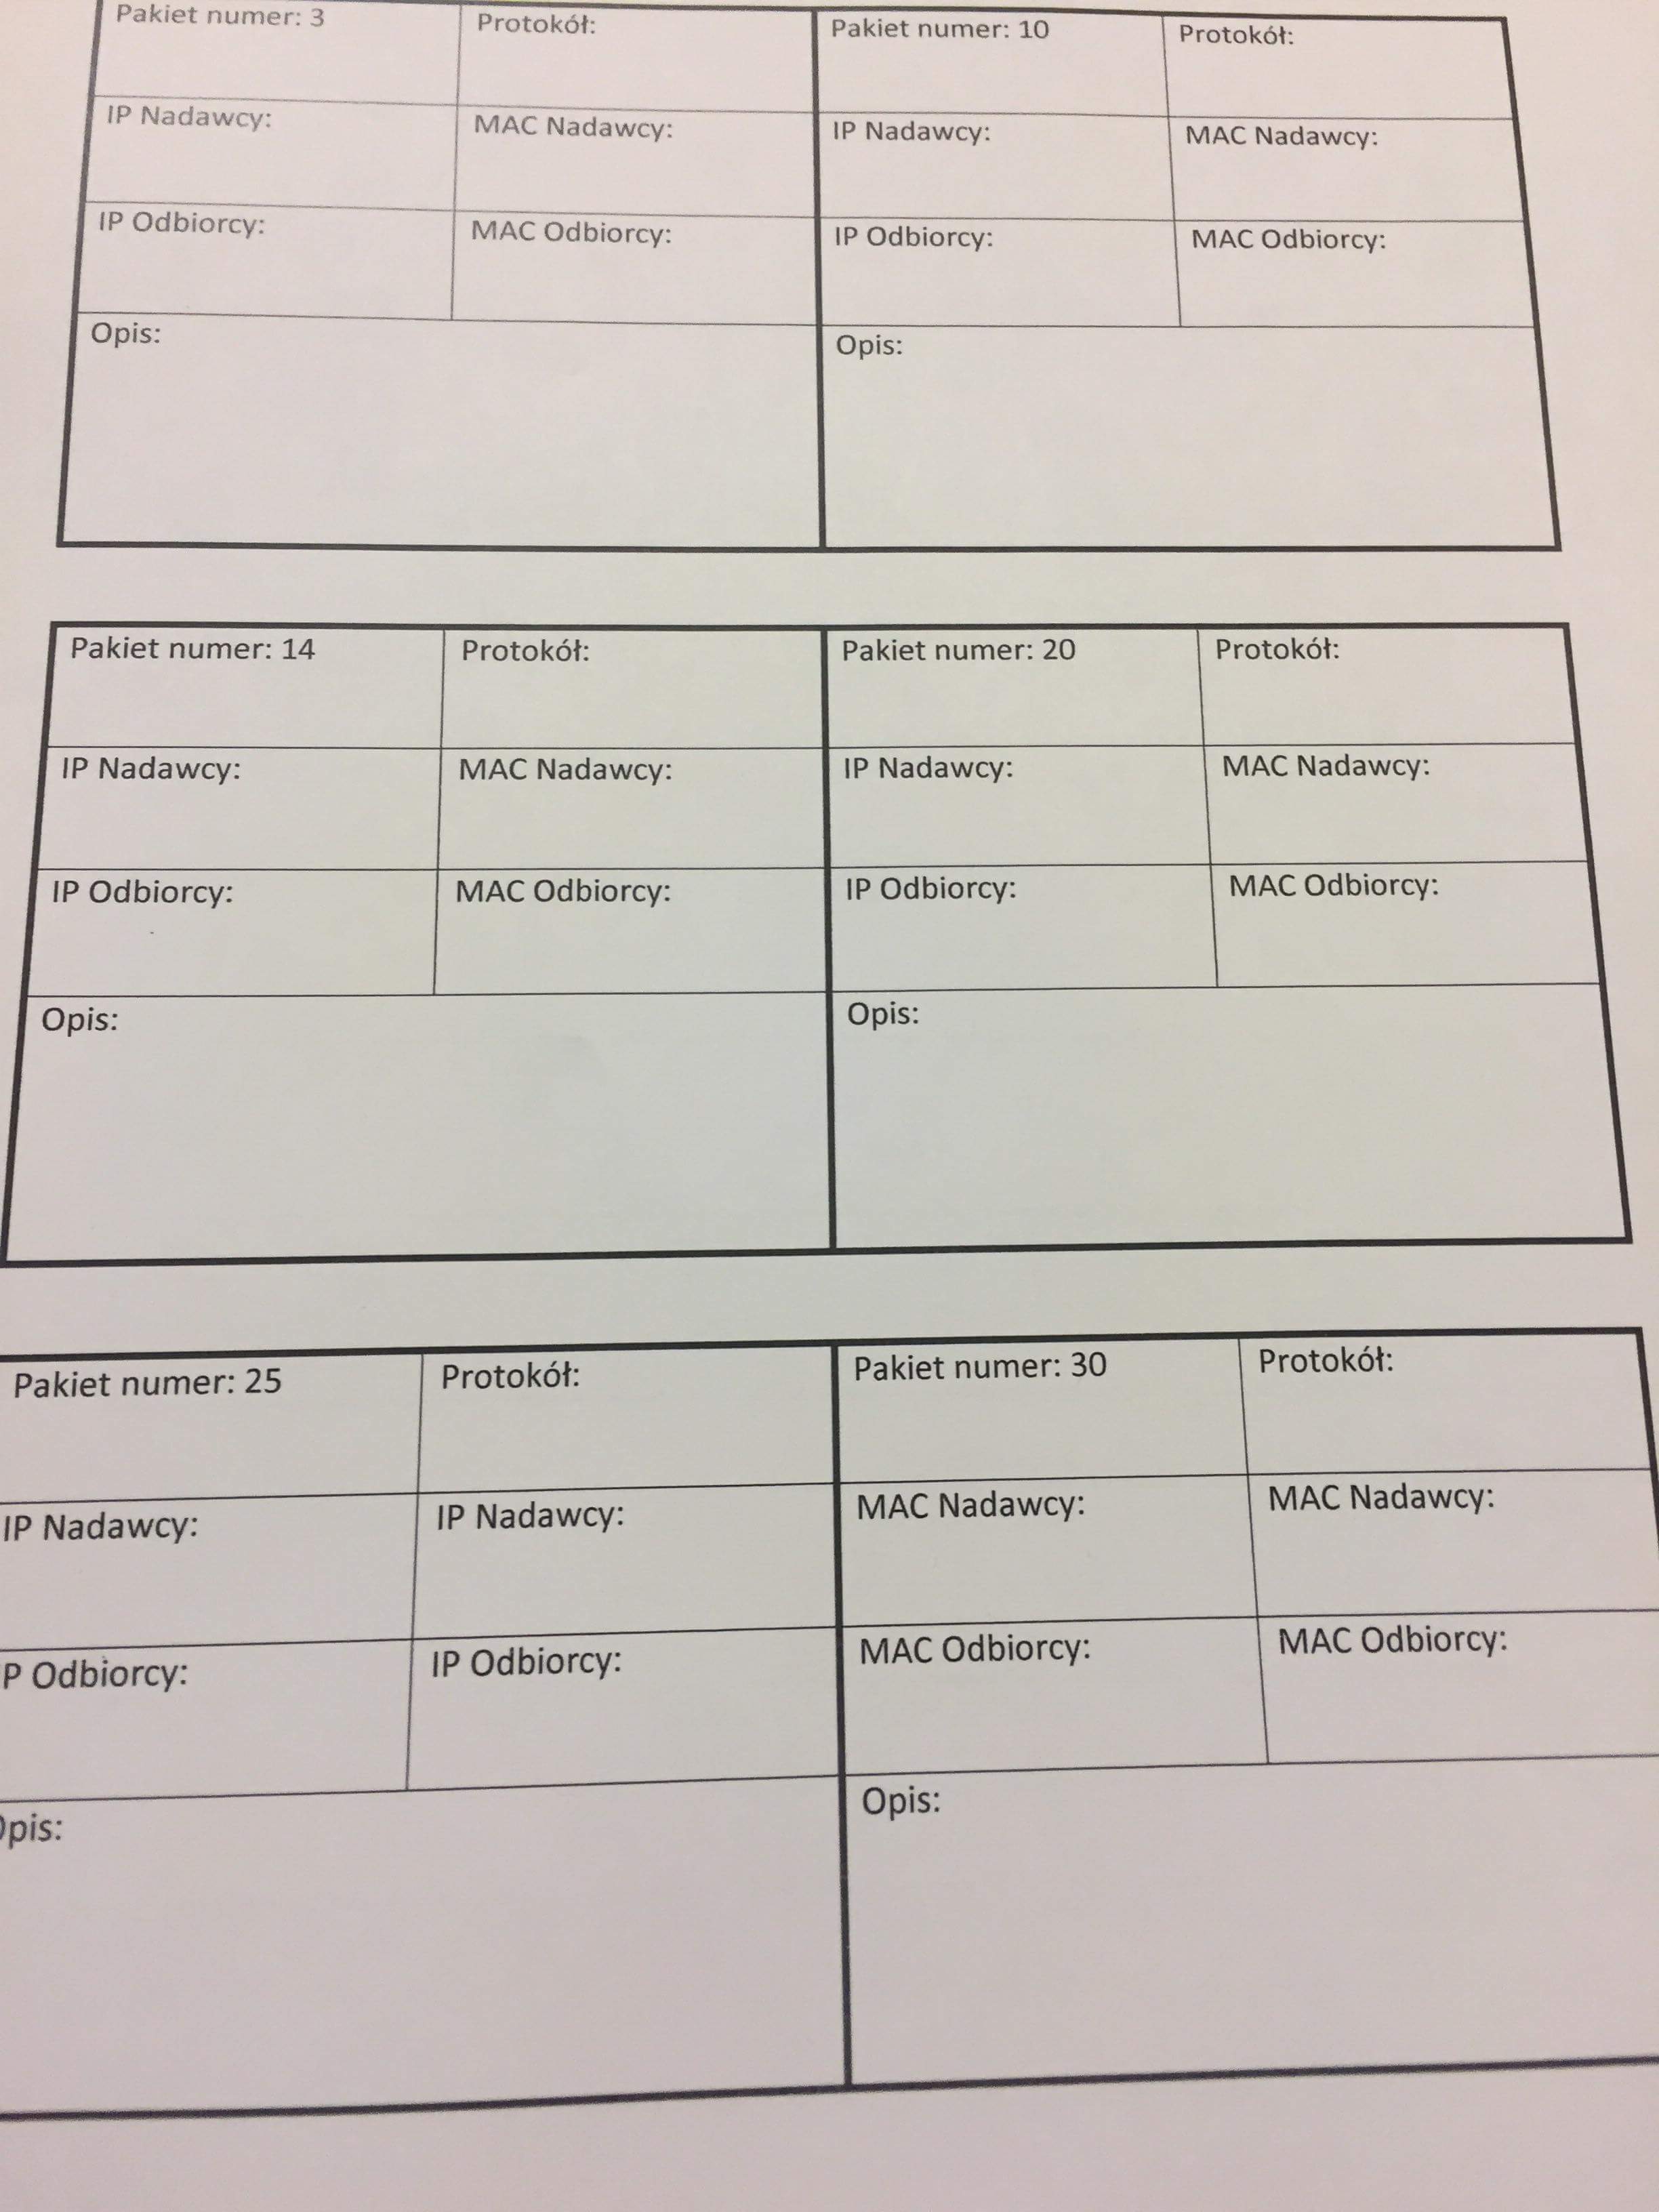 Pakiet numer: 3 Protokół: Pakiet numer: 10 Protokół:
IP Nadawcy: MAC Nadawcy: IP Nadawcy: MAC Nadawcy:
IP Odbiorcy: MAC Odbiorcy: IP Odbiorcy: MAC Odbiorcy:
Opis: Opis:
Pakiet numer: 14 Protokół: Pakiet numer: 20 Protokół:
IP Nadawcy: MAC Nadawcy: IP Nadawcy: MAC Nadawcy:
IP Odbiorcy: MAC Odbiorcy: IP Odbiorcy: MAC Odbiorcy:
Opis: Opis:
Pakiet numer: 25 Protokół: Pakiet numer: 30 Protokół:
IP Nadawcy: IP Nadawcy: MAC Nadawcy: MAC Nadawcy:
P Odbiorcy: IP Odbiorcy: MAC Odbiorcy: MAC Odbiorcy:
Opis: Opis: